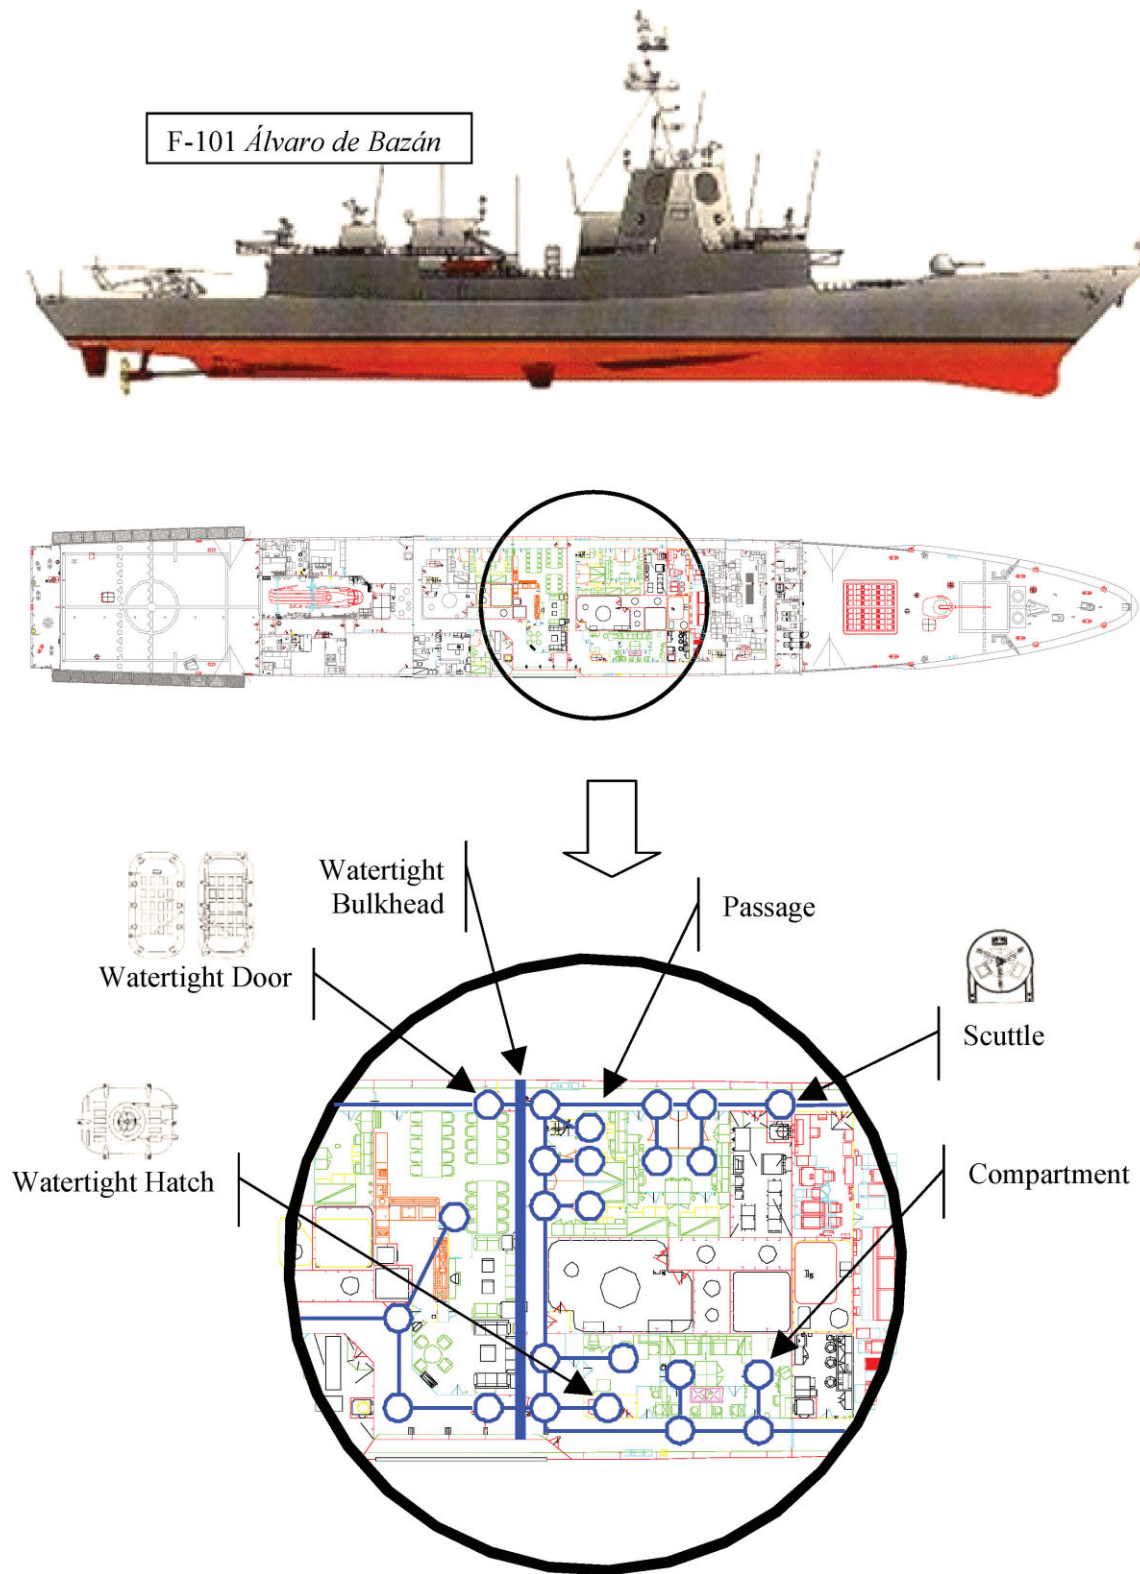 F-101 Álvaro de Bazán
Watertight
Bulkhead
Passage
Watertight Door
Scuttle
Watertight Hatch
Compartment